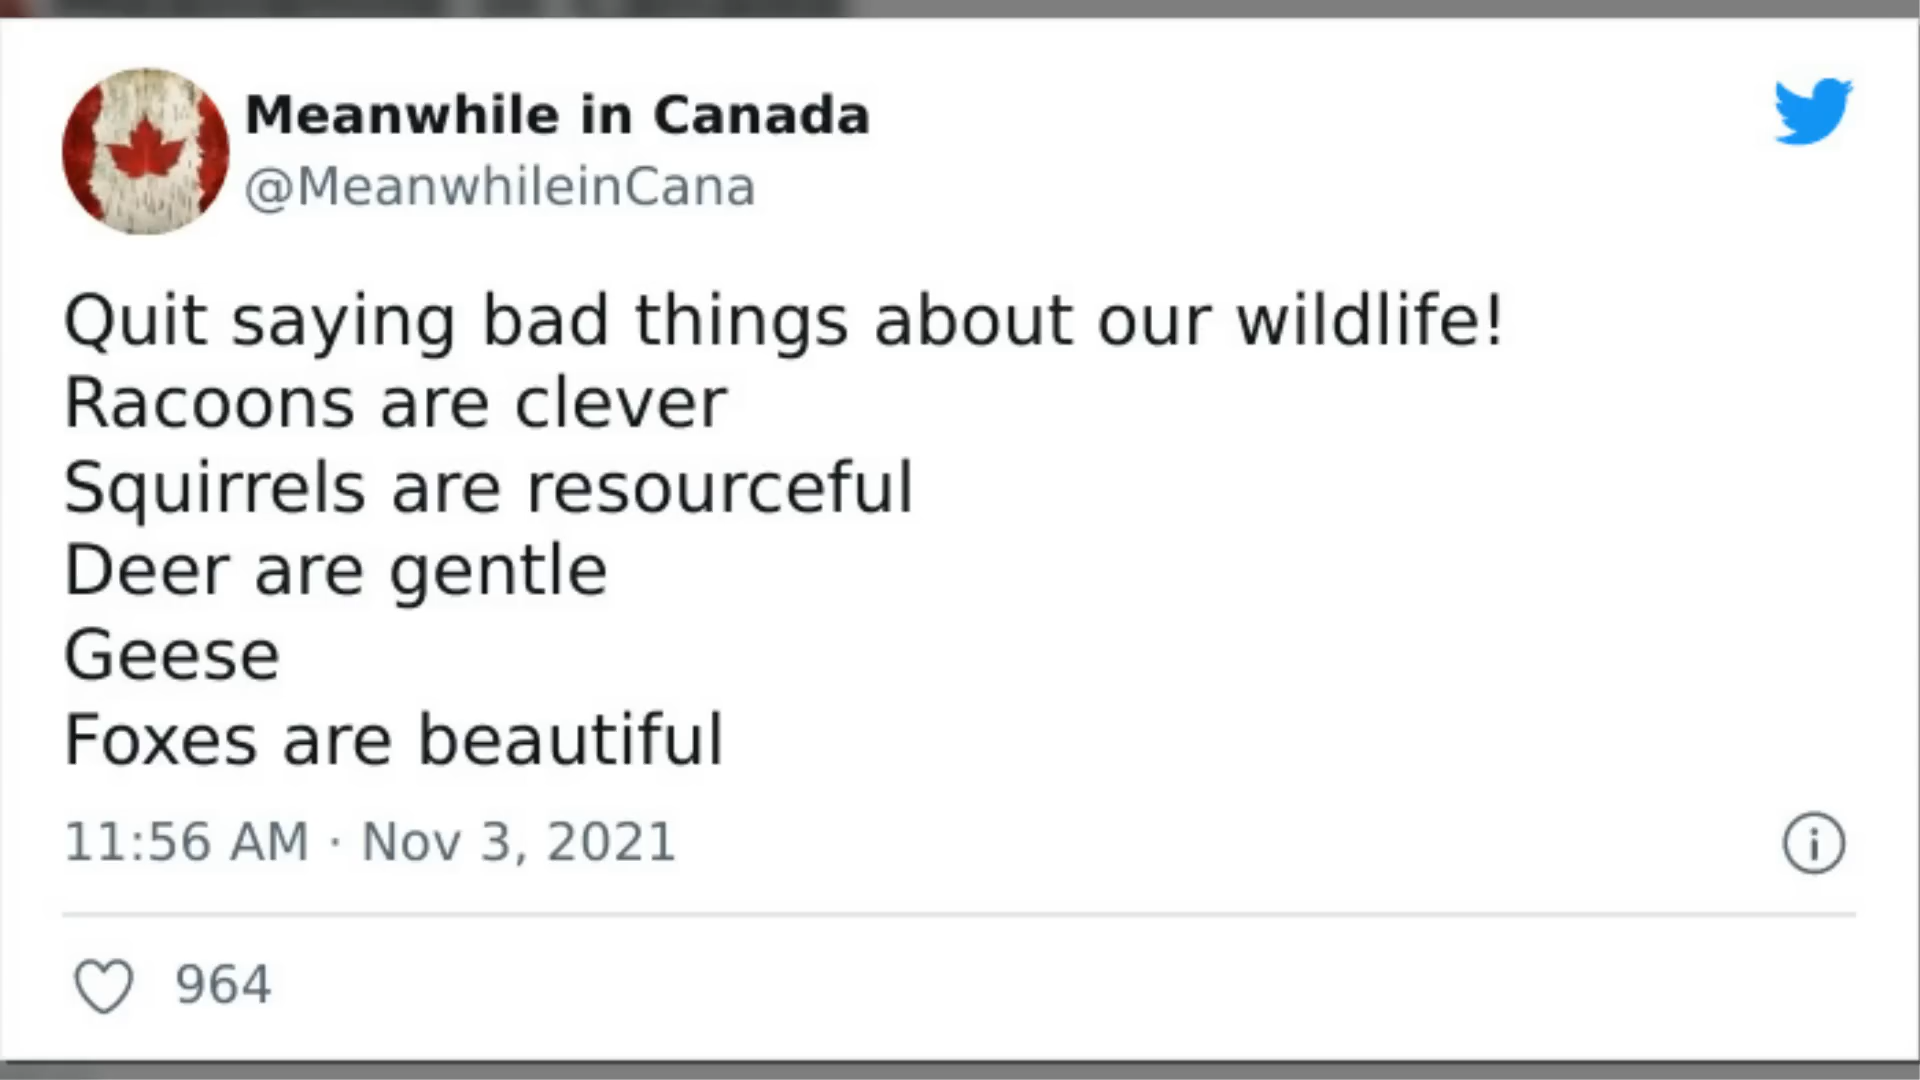 Meanwhile in Canada
@MeanwhileinCana
Quit saying bad things about our wildlife!
Racoons are clever
Squirrels are resourceful
Deer are gentle
Geese
Foxes are beautiful
11:56 AM · Nov 3, 2021
964